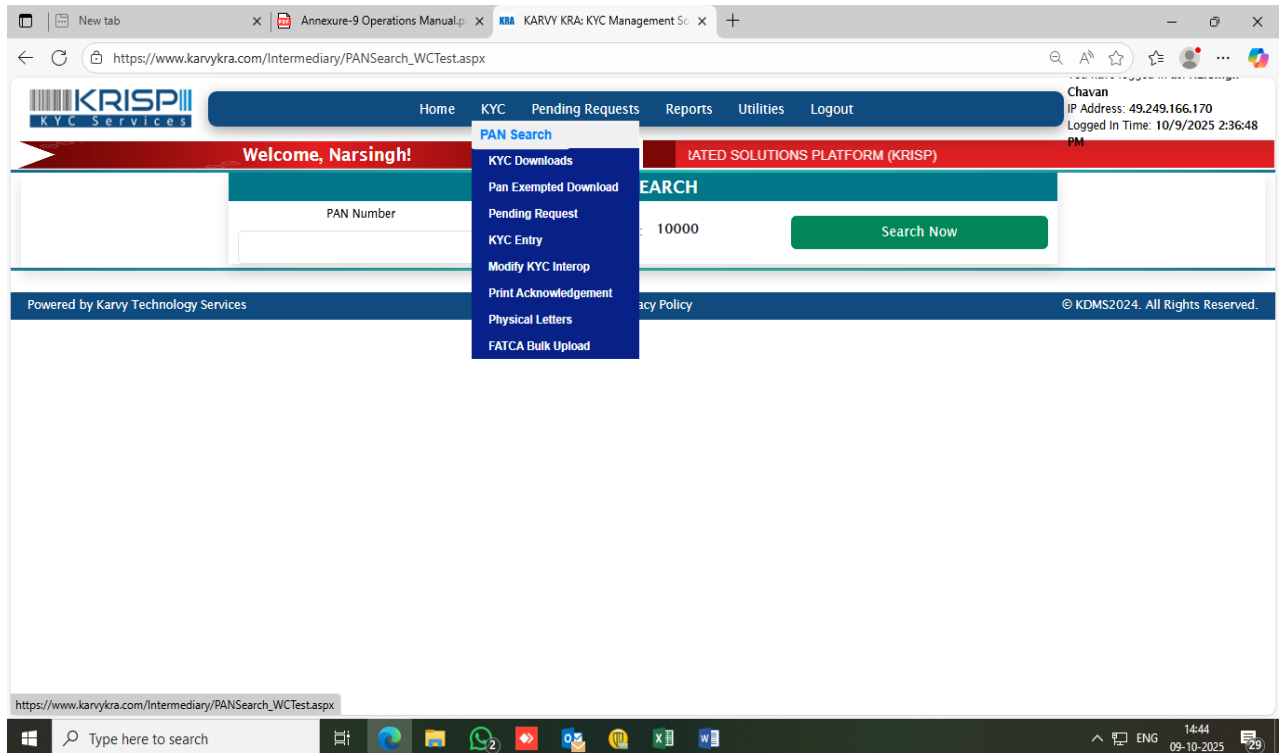 New tab
Annexure-9 Operations Manual.p
KRA KARVY KRA: KYC Management So
https://www.karvykra.com/Intermediary/PANSearch_WCTest.aspx
KRISP
KYC Services
Home KYC Pending Requests Reports Utilities Logout
Chavan
IP Address: 49.249.166.170
Logged In Time: 10/9/2025 2:36:48
PM
PAN Search
KYC Downloads
Pan Exempted Download
Pending Request
KYC Entry
Modify KYC Interop
Print Acknowledgement
Physical Letters
FATCA Bulk Upload
Welcome, Narsingh!
ATED SOLUTIONS PLATFORM (KRISP)
EARCH
PAN Number
: 10000
Search Now
Powered by Karvy Technology Services
acy Policy
© KDMS2024. All Rights Reserved.
https://www.karvykra.com/Intermediary/PANSearch_WCTest.aspx
Type here to search
2
ENG
14:44
09-10-2025
29